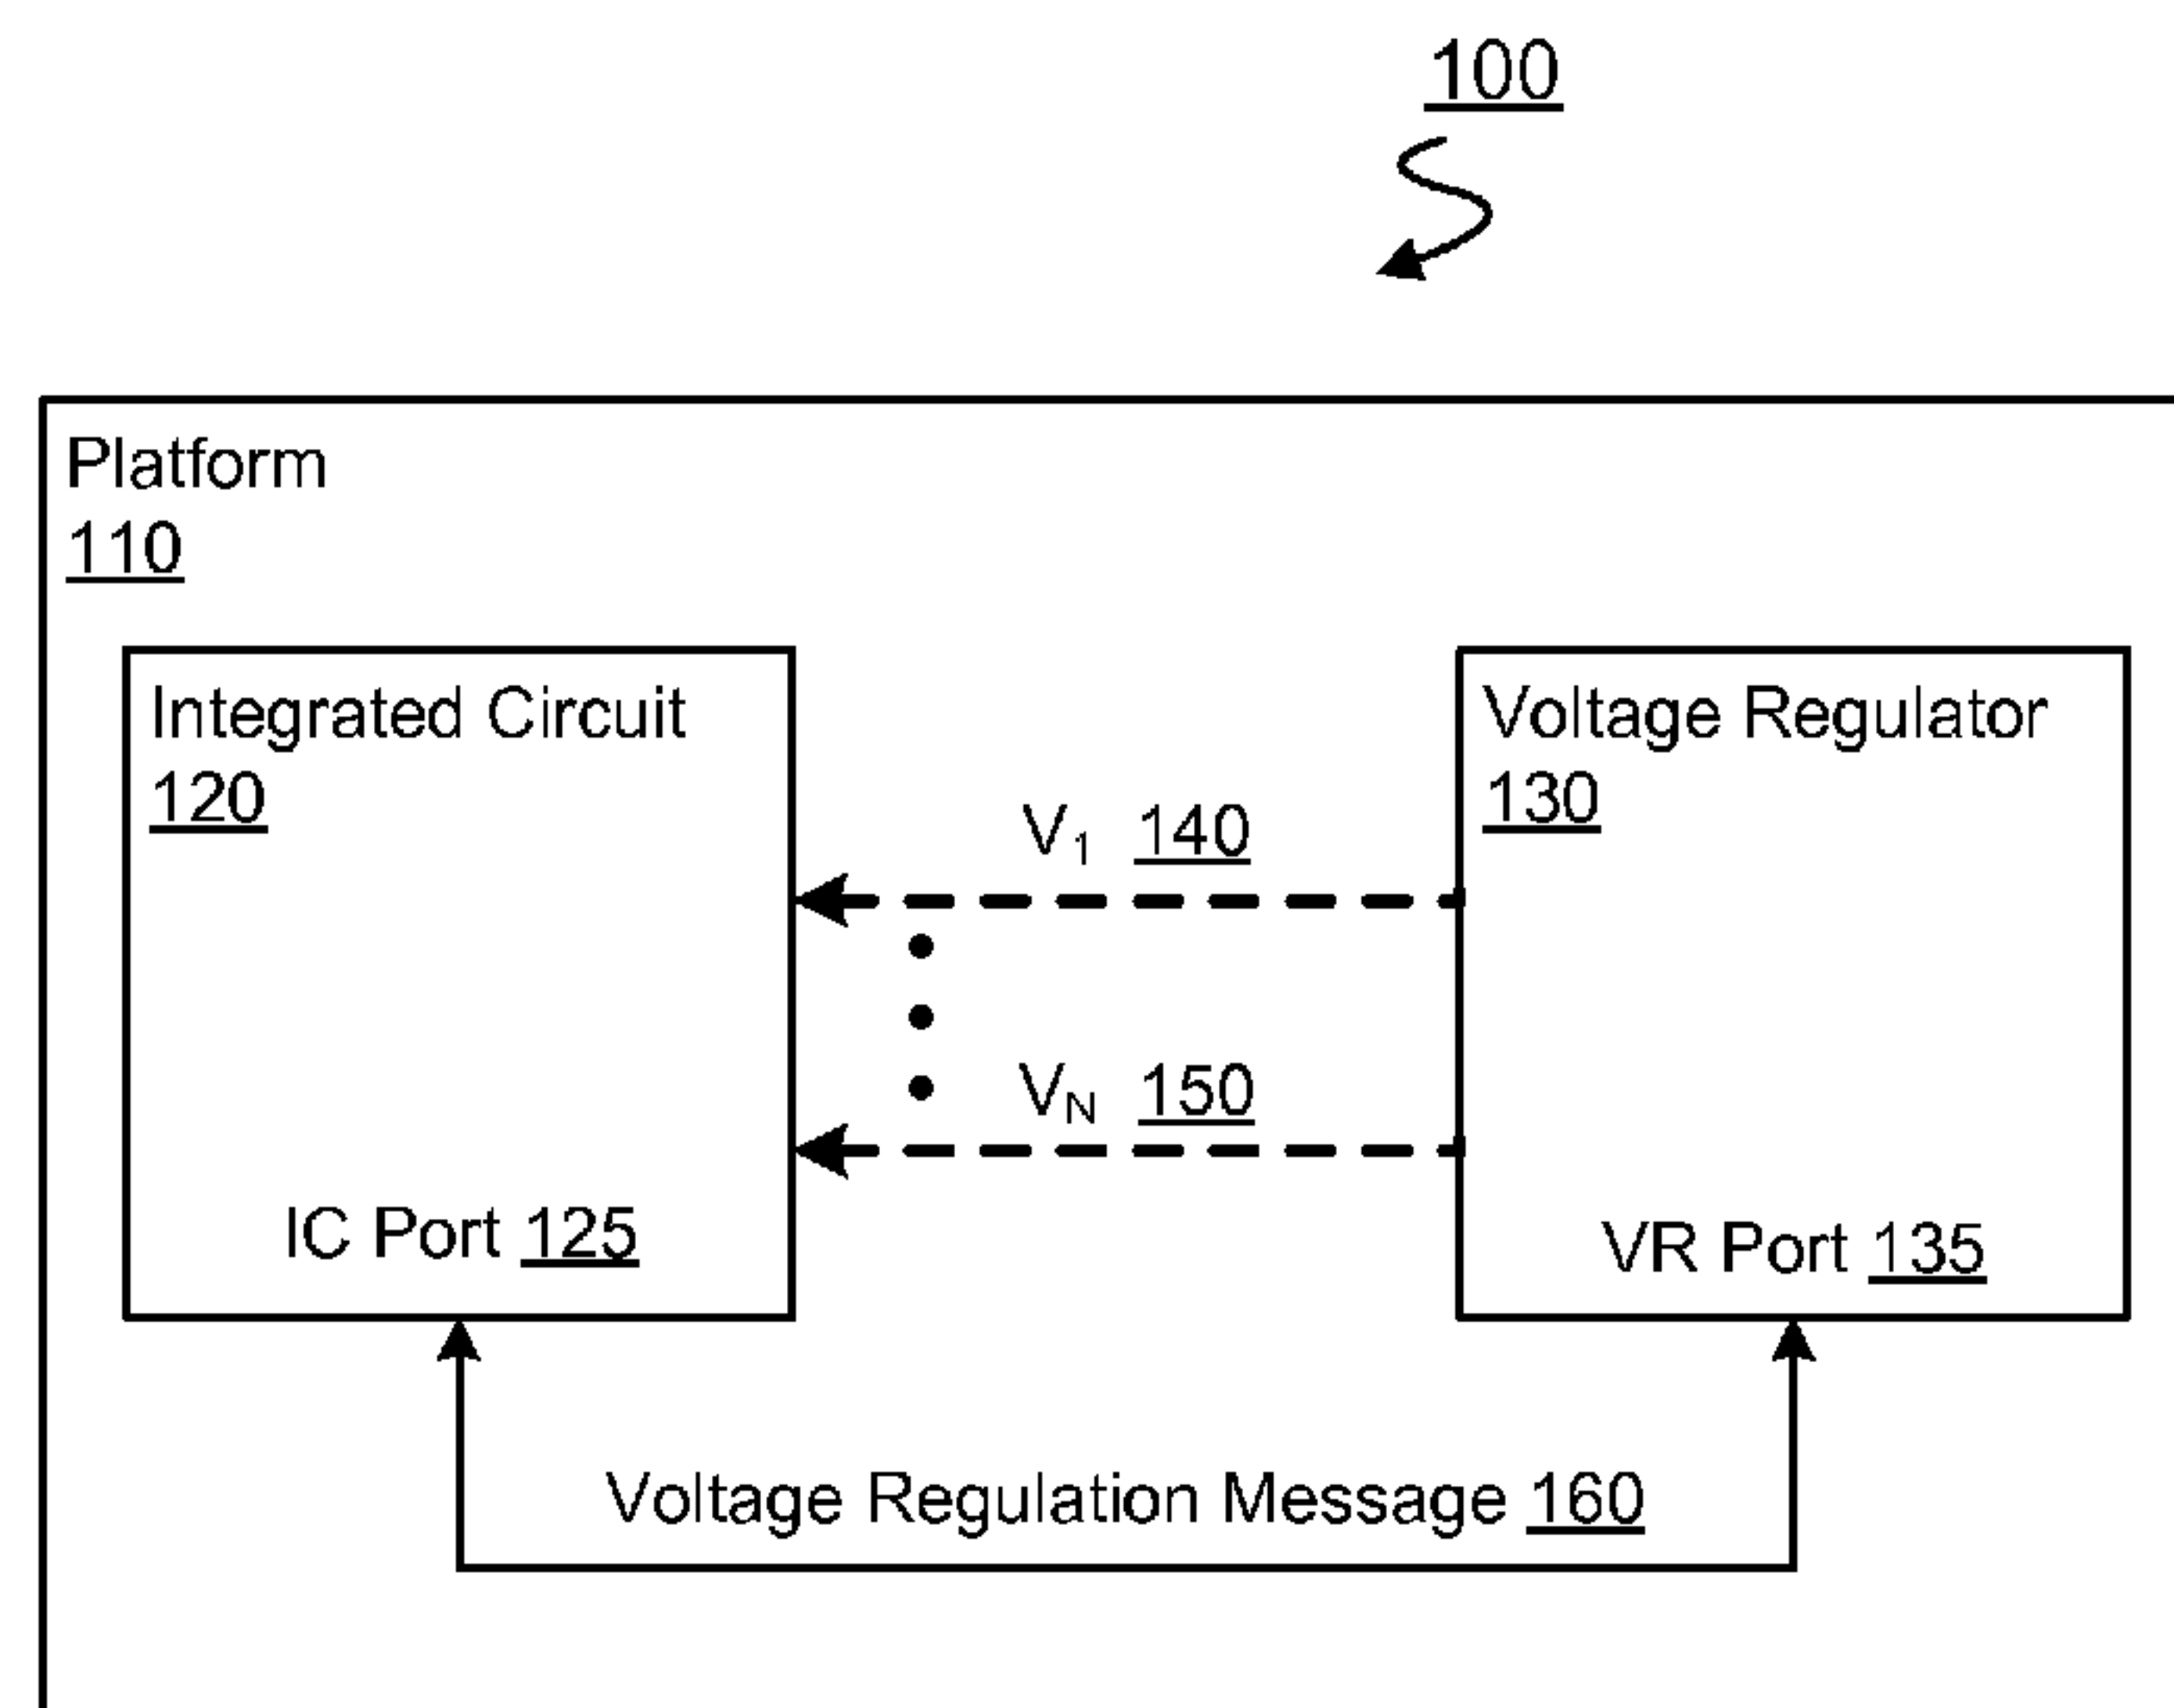 100
Platform
110
Integrated Circuit
120
Voltage Regulator
130
V₁ 140
V_N 150
IC Port 125
VR Port 135
Voltage Regulation Message 160